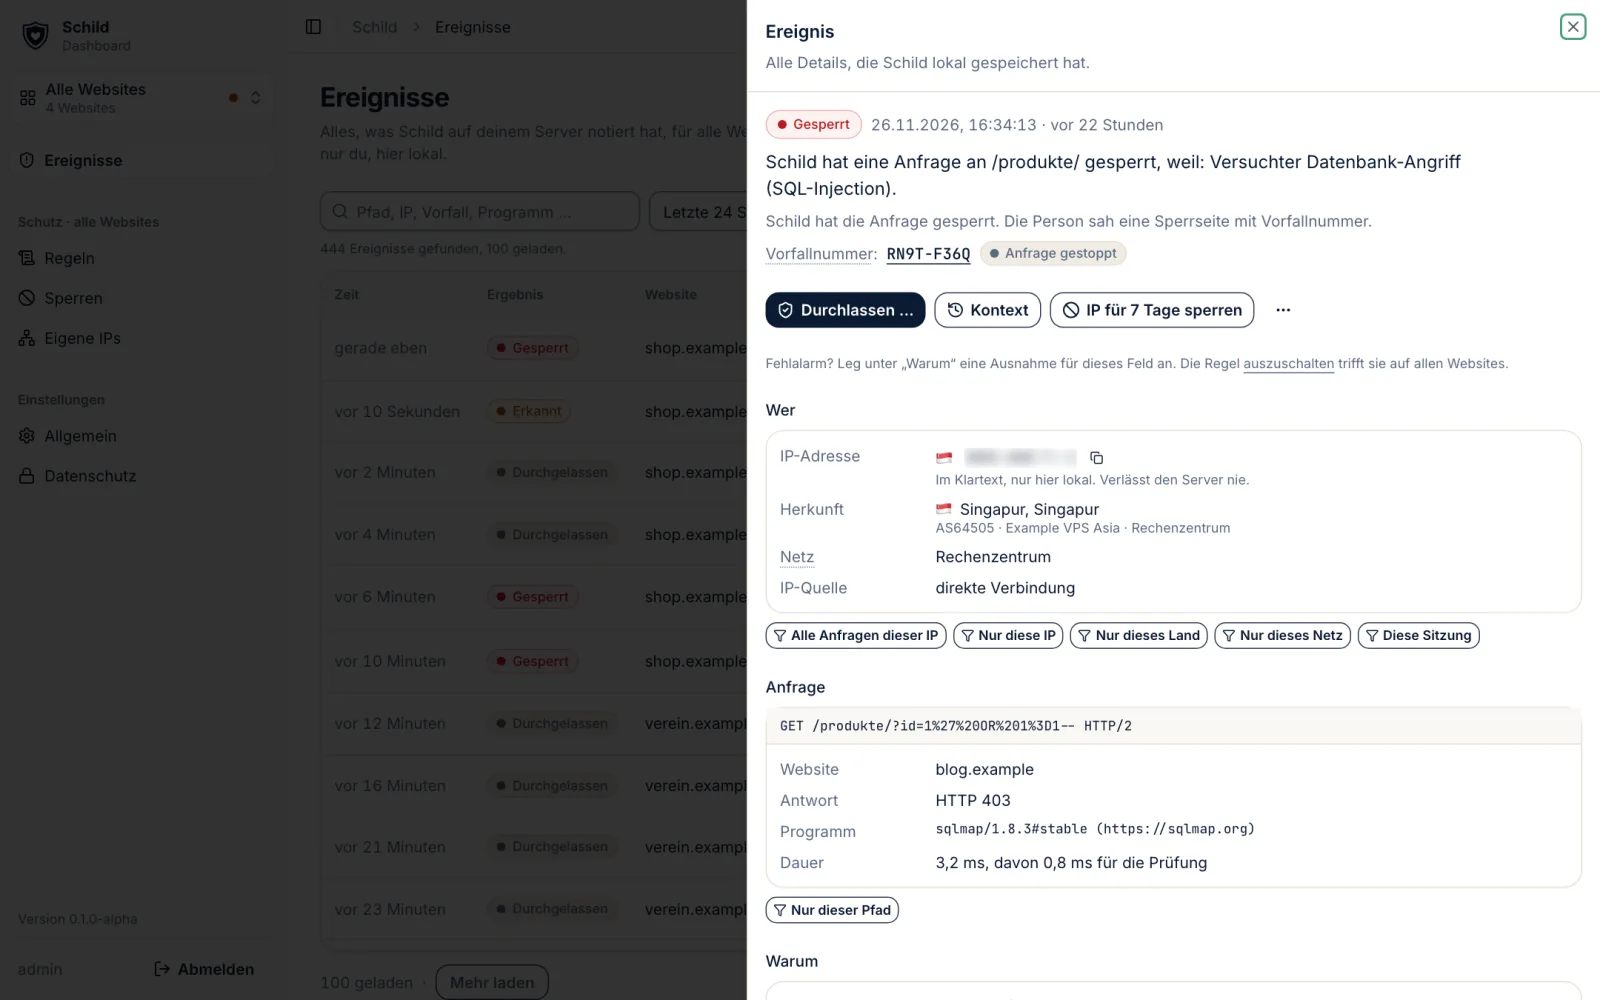 Schild
Dashboard
Alle Websites
4 Websites
Ereignisse
Schutz · alle Websites
Regeln
Sperren
Eigene IPs
Einstellungen
Allgemein
Datenschutz
Version 0.1.0-alpha
admin
Abmelden
Schild > Ereignisse
Ereignisse
Alles, was Schild auf deinem Server notiert hat, für alle We
nur du, hier lokal.
Pfad, IP, Vorfall, Programm ...
Letzte 24 S
444 Ereignisse gefunden, 100 geladen.
Zeit Ergebnis Website
gerade eben Gesperrt shop.example
vor 10 Sekunden Erkannt shop.example
vor 2 Minuten Durchgelassen shop.example
vor 4 Minuten Durchgelassen shop.example
vor 6 Minuten Gesperrt shop.example
vor 10 Minuten Gesperrt shop.example
vor 12 Minuten Durchgelassen verein.exampl
vor 16 Minuten Durchgelassen verein.exampl
vor 21 Minuten Durchgelassen verein.exampl
vor 23 Minuten Durchgelassen verein.exampl
100 geladen · Mehr laden
Ereignis
Alle Details, die Schild lokal gespeichert hat.
Gesperrt 26.11.2026, 16:34:13 · vor 22 Stunden
Schild hat eine Anfrage an /produkte/ gesperrt, weil: Versuchter Datenbank-Angriff
(SQL-Injection).
Schild hat die Anfrage gesperrt. Die Person sah eine Sperrseite mit Vorfallnummer.
Vorfallnummer: RN9T-F36Q Anfrage gestoppt
Durchlassen ... Kontext IP für 7 Tage sperren ...
Fehlalarm? Leg unter „Warum“ eine Ausnahme für dieses Feld an. Die Regel auszuschalten trifft sie auf allen Websites.
Wer
IP-Adresse
Im Klartext, nur hier lokal. Verlässt den Server nie.
Herkunft Singapur, Singapur
AS64505 · Example VPS Asia · Rechenzentrum
Netz Rechenzentrum
IP-Quelle direkte Verbindung
Alle Anfragen dieser IP Nur diese IP Nur dieses Land Nur dieses Netz Diese Sitzung
Anfrage
GET /produkte/?id=1%27%20OR%201%3D1-- HTTP/2
Website blog.example
Antwort HTTP 403
Programm sqlmap/1.8.3#stable (https://sqlmap.org)
Dauer 3,2 ms, davon 0,8 ms für die Prüfung
Nur dieser Pfad
Warum